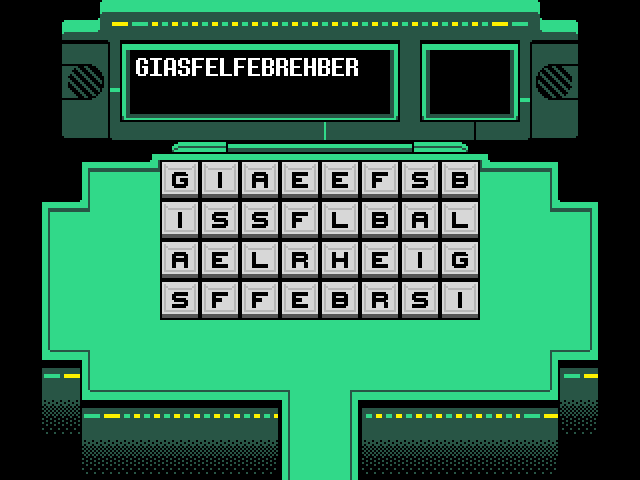 GIASFELFEBREHBER
G I A E E F S B
I S S F L B A L
A E L R H E I G
S F F E B R S I